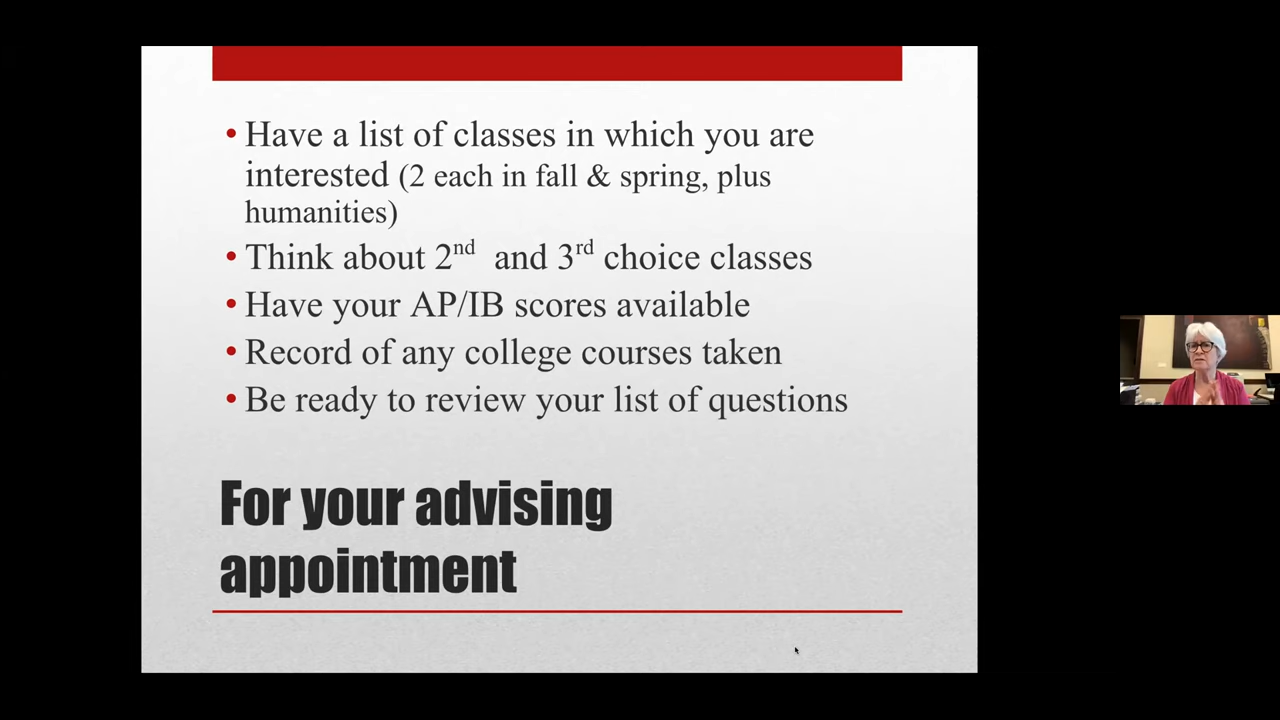 • Have a list of classes in which you are
interested (2 each in fall & spring, plus
humanities)
• Think about 2nd and 3rd choice classes
• Have your AP/IB scores available
• Record of any college courses taken
• Be ready to review your list of questions
For your advising
appointment